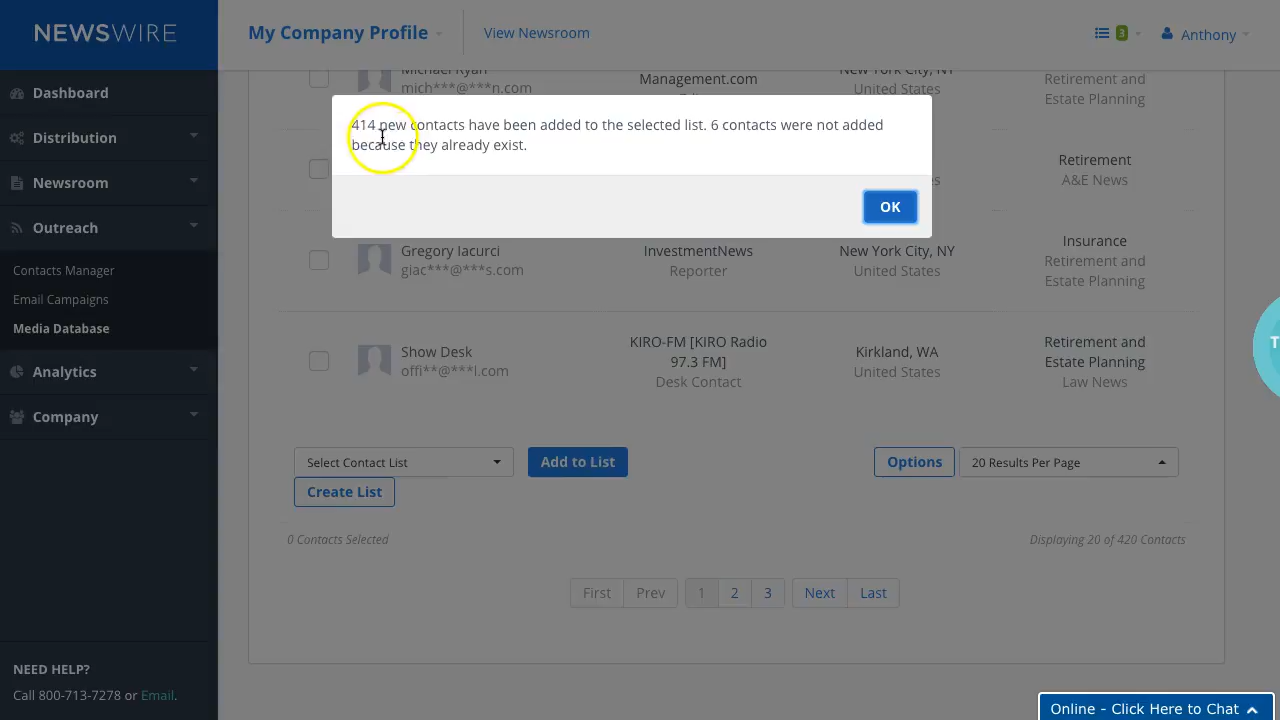 NEWSWIRE
My Company Profile
View Newsroom
3
Anthony
Dashboard
Distribution
Newsroom
Outreach
Contacts Manager
Email Campaigns
Media Database
Analytics
Company
NEED HELP?
Call 800-713-7278 or Email.
Michael Ryan
mich***@***n.com
Management.com
New York City, NY
United States
Retirement and
Estate Planning
414 new contacts have been added to the selected list. 6 contacts were not added
because they already exist.
OK
Retirement
A&E News
Gregory Iacurci
giac***@***s.com
InvestmentNews
Reporter
New York City, NY
United States
Insurance
Retirement and
Estate Planning
Show Desk
offi**@***l.com
KIRO-FM [KIRO Radio
97.3 FM]
Desk Contact
Kirkland, WA
United States
Retirement and
Estate Planning
Law News
Select Contact List
Add to List
Options
20 Results Per Page
Create List
0 Contacts Selected
Displaying 20 of 420 Contacts
First
Prev
1
2
3
Next
Last
Online - Click Here to Chat